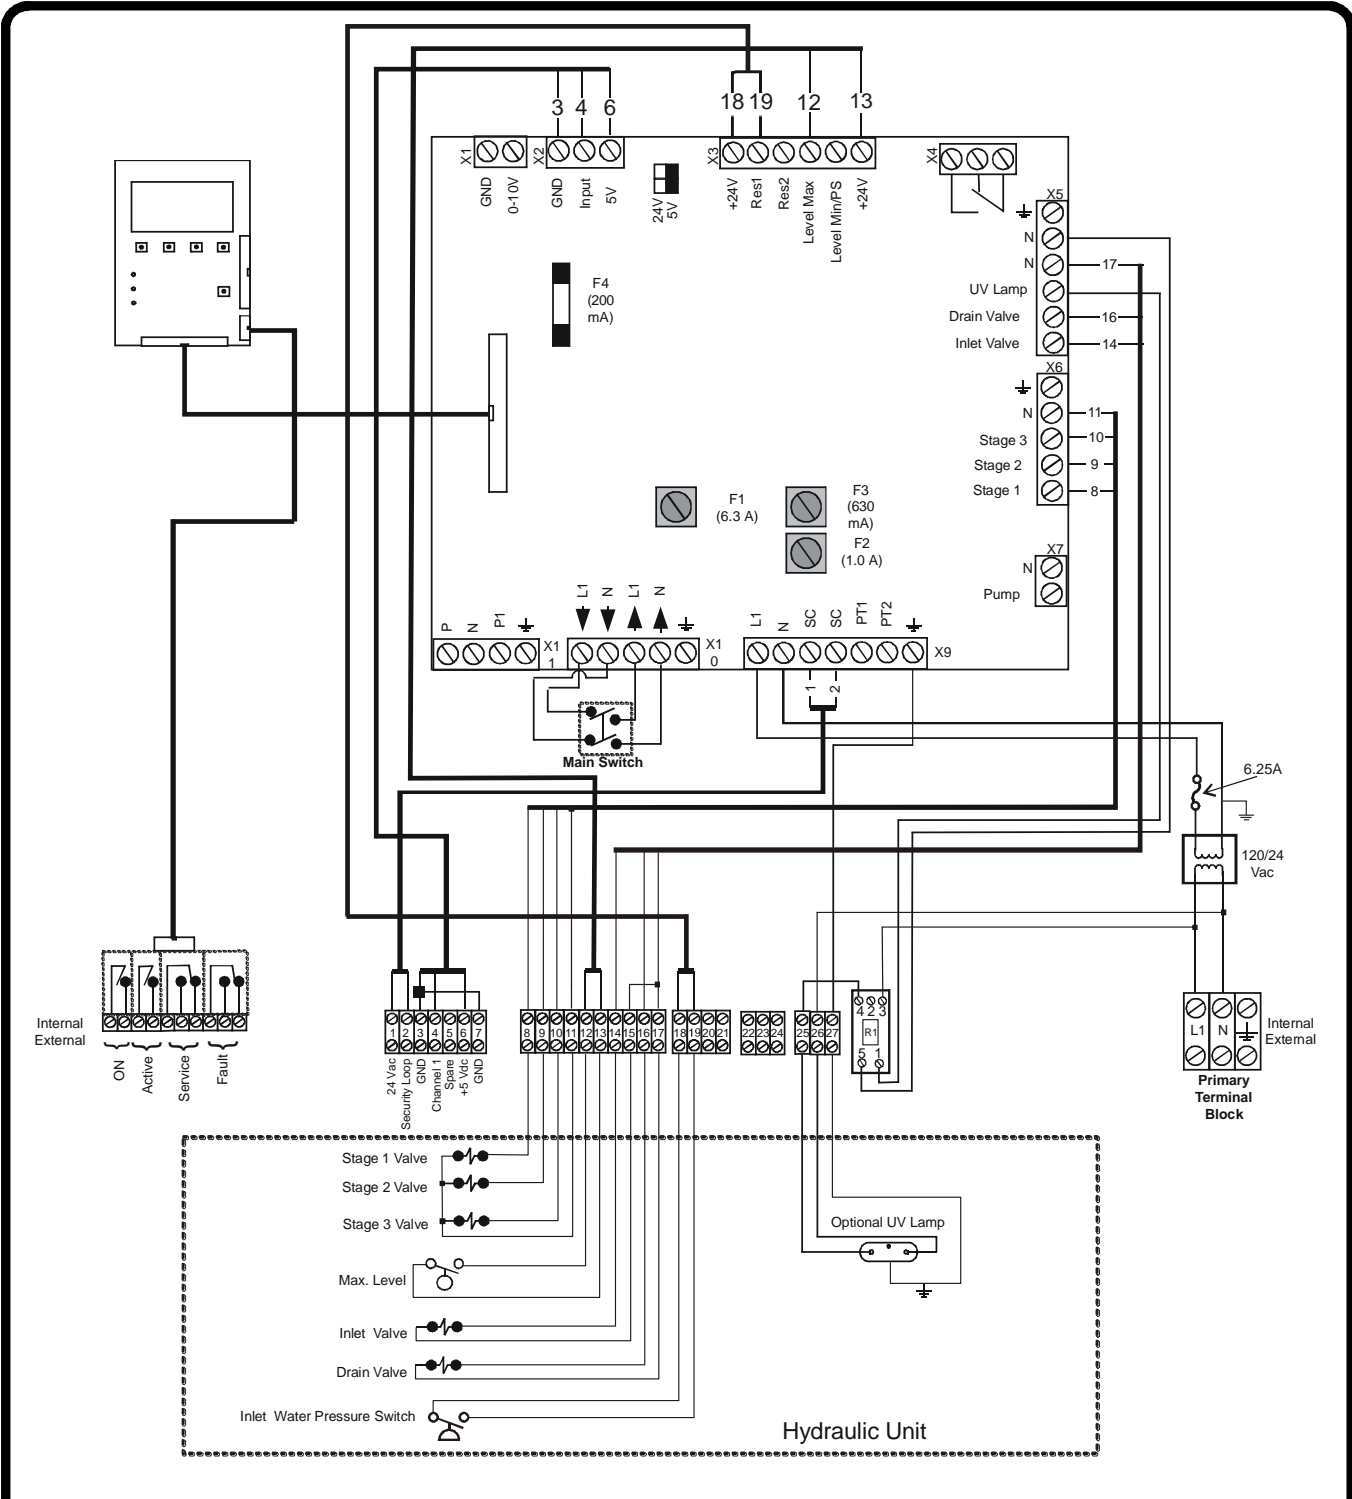 3 4 6
18 19 12 13
X1
X2
X3
X4
GND
0-10V
GND
Input
5V
24V
5V
+24V
Res1
Res2
Level Max
Level Min/PS
+24V
X5
N
N
17
UV Lamp
Drain Valve
16
Inlet Valve
14
F4
(200
mA)
X6
N
11
Stage 3
10
Stage 2
9
Stage 1
8
F1
(6.3 A)
F3
(630
mA)
F2
(1.0 A)
X7
N
Pump
P
N
P1
X1
1
L1
N
L1
N
X1
0
L1
N
SC
SC
PT1
PT2
X9
1
2
Main Switch
6.25A
120/24
Vac
Internal
External
ON
Active
Service
Fault
1 2 3 4 5 6 7
24 Vac
Security Loop
GND
Channel 1
Spare
+5 Vdc
GND
8 9 10 11 12 13 14 15 16 17
18 19 20 21
22 23 24
25 26 27
4 2 3
R1
5 1
L1 N
Internal
External
Primary
Terminal
Block
Stage 1 Valve
Stage 2 Valve
Stage 3 Valve
Max. Level
Inlet Valve
Drain Valve
Inlet Water Pressure Switch
Optional UV Lamp
Hydraulic Unit